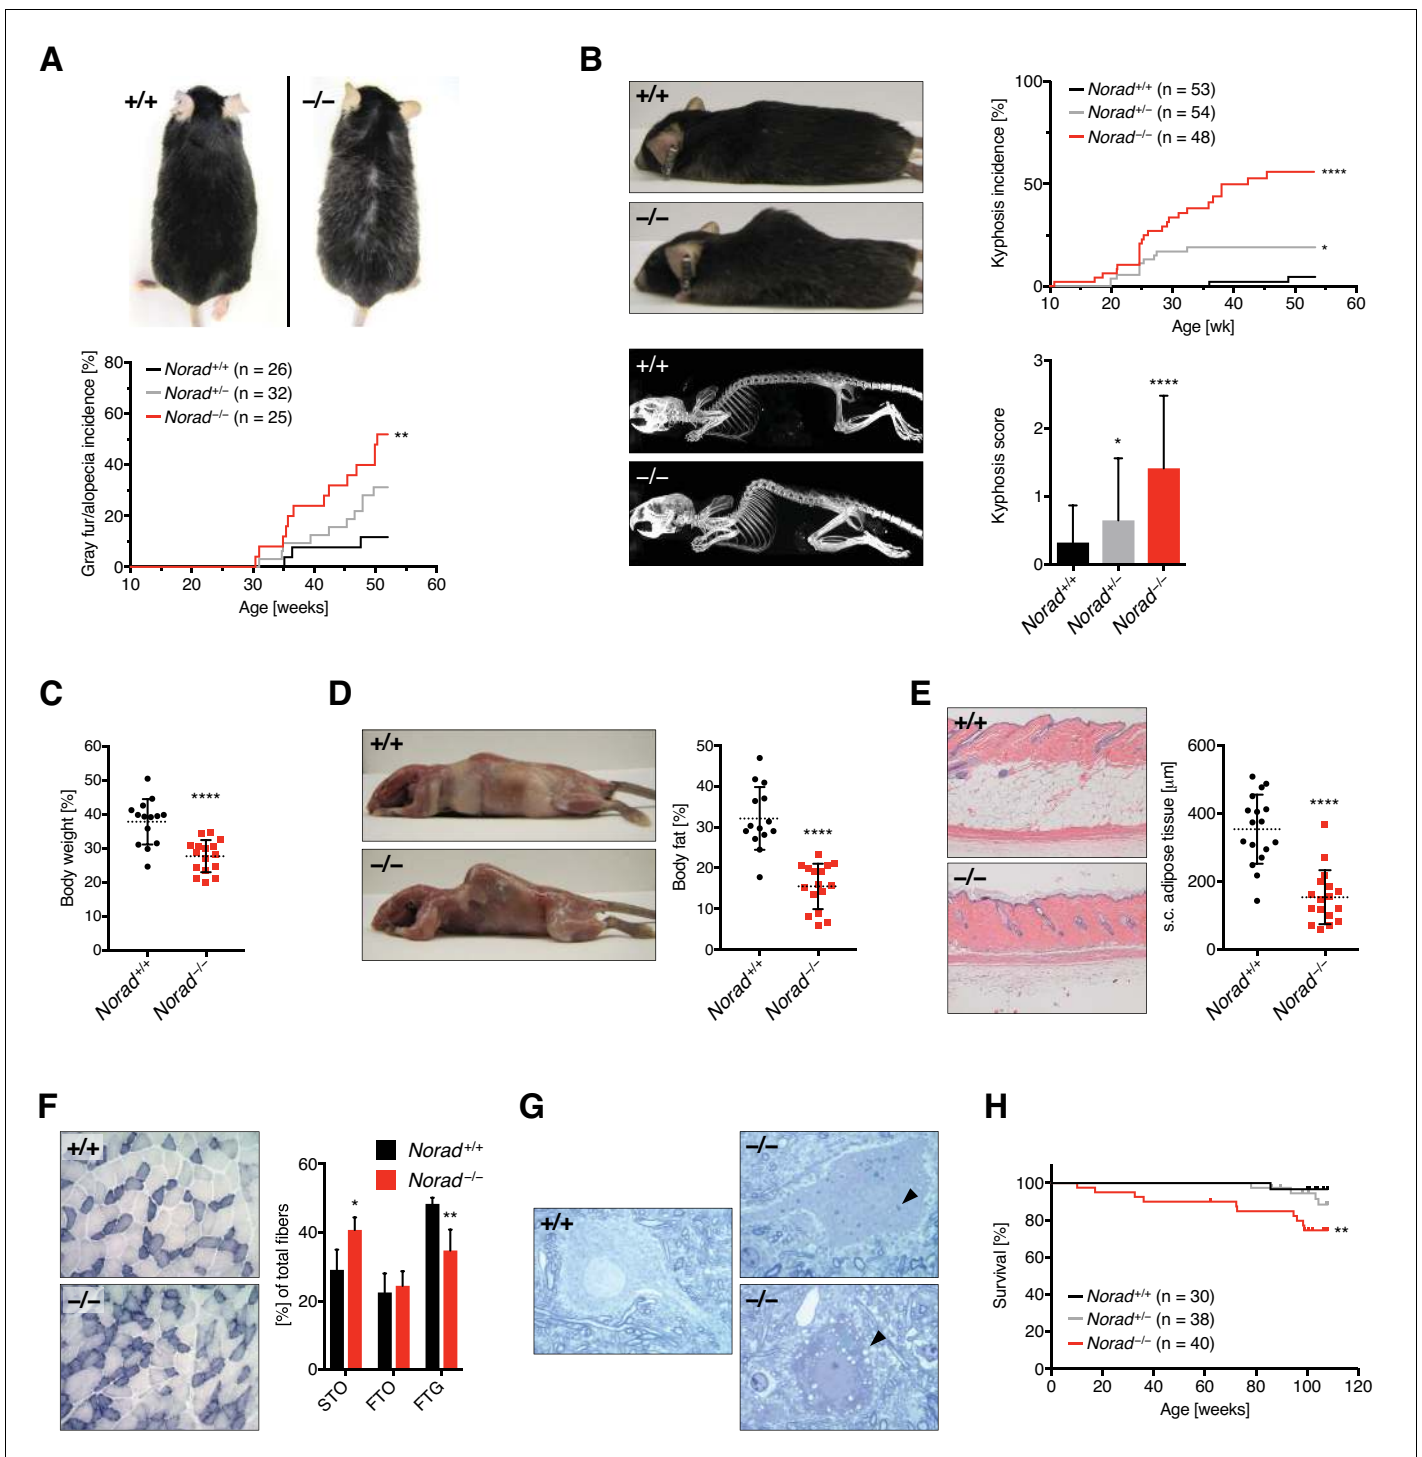 A
+/+
−/−
80
60
40
20
0
Gray fur/alopecia incidence [%]
Norad+/+ (n = 26)
Norad+/− (n = 32)
Norad−/− (n = 25)
**
10 20 30 40 50 60
Age [weeks]
B
+/+
−/−
+/+
−/−
100
50
0
Kyphosis incidence [%]
Norad+/+ (n = 53)
Norad+/− (n = 54)
Norad−/− (n = 48)
****
*
10 20 30 40 50 60
Age [wk]
3
2
1
0
Kyphosis score
*
****
Norad+/+
Norad+/−
Norad−/−
C
60
50
40
30
20
10
0
Body weight [%]
****
Norad+/+
Norad−/−
D
+/+
−/−
50
40
30
20
10
0
Body fat [%]
****
Norad+/+
Norad−/−
E
+/+
−/−
600
400
200
0
s.c. adipose tissue [μm]
****
Norad+/+
Norad−/−
F
+/+
−/−
Norad+/+
Norad−/−
60
40
20
0
[%] of total fibers
*
**
STO
FTO
FTG
G
+/+
−/−
−/−
H
100
80
60
40
20
0
Survival [%]
**
Norad+/+ (n = 30)
Norad+/− (n = 38)
Norad−/− (n = 40)
0 20 40 60 80 100 120
Age [weeks]